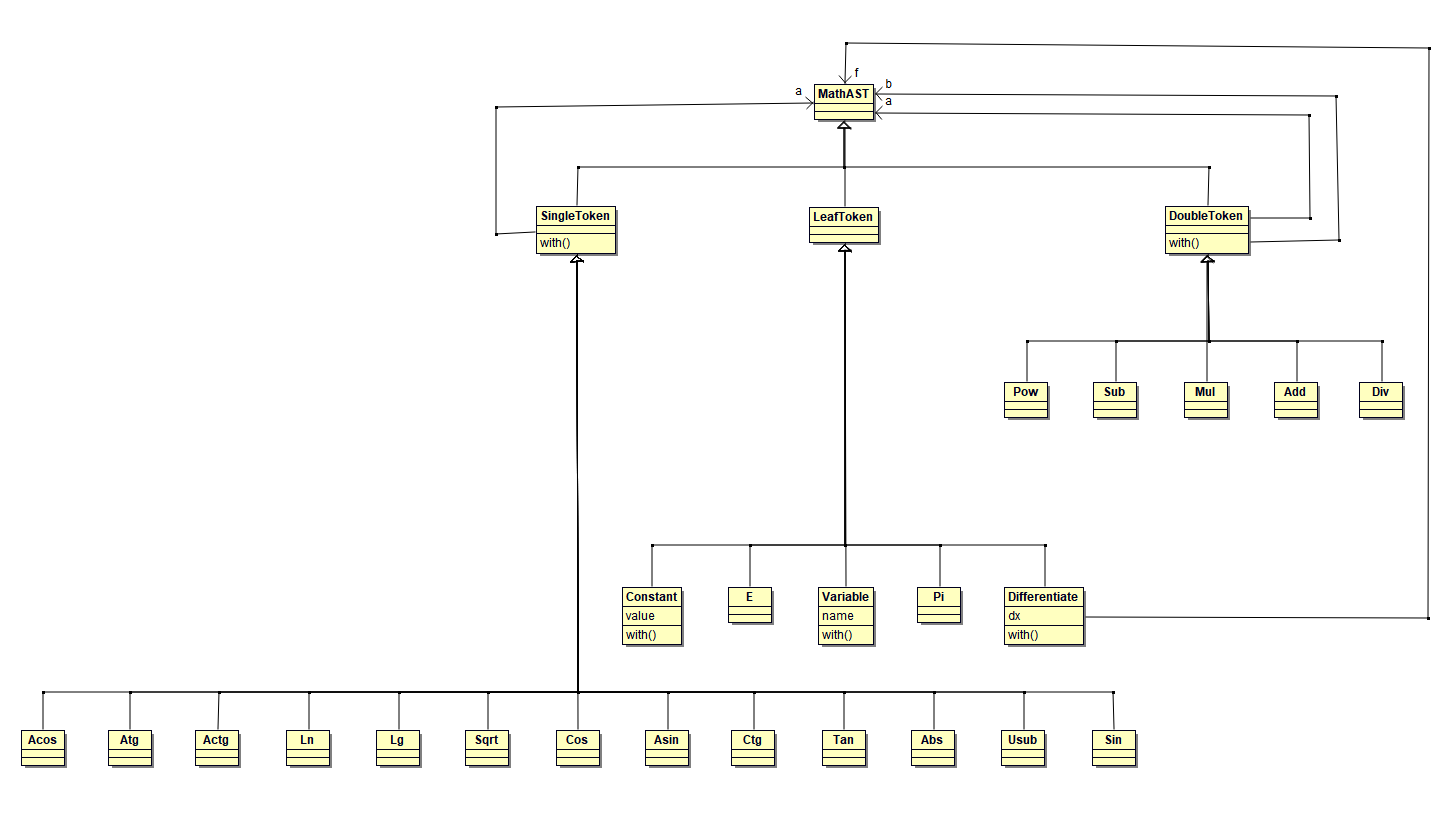 f
a
b
MathAST
a
SingleToken
with()
LeafToken
DoubleToken
with()
Pow
Sub
Mul
Add
Div
Constant
value
with()
E
Variable
name
with()
Pi
Differentiate
dx
with()
Acos
Atg
Actg
Ln
Lg
Sqrt
Cos
Asin
Ctg
Tan
Abs
Usub
Sin